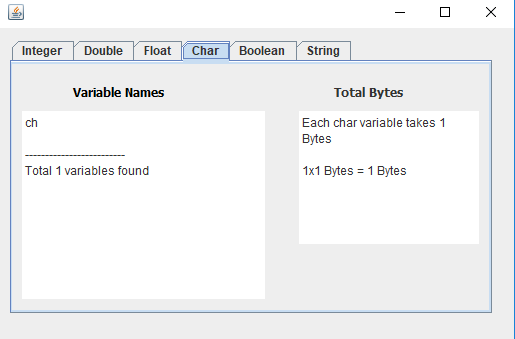 Integer Double Float Char Boolean String
Variable Names Total Bytes
ch
-------------------------
Total 1 variables found
Each char variable takes 1
Bytes
1x1 Bytes = 1 Bytes